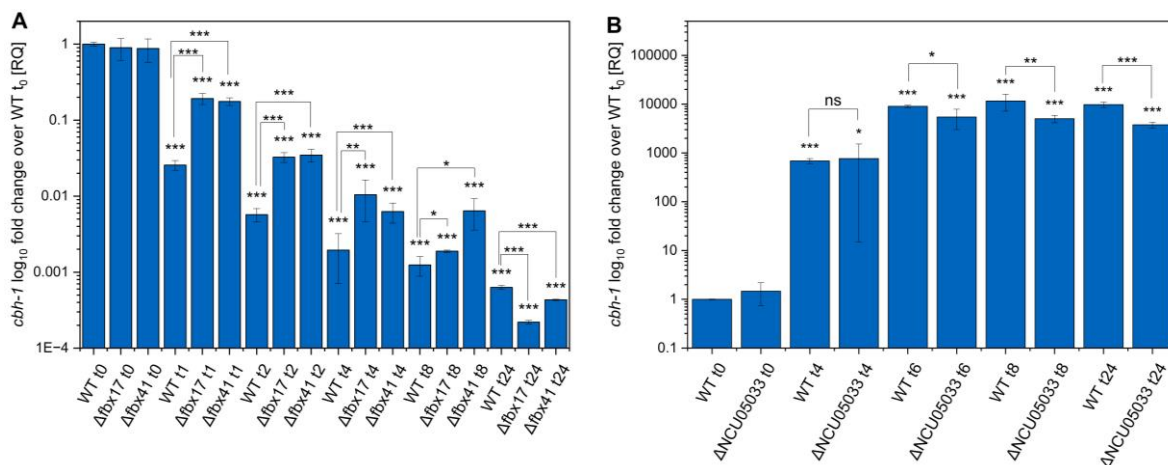 A
cbh-1 log₁₀ fold change over WT t₀ [RQ]
1
0.1
0.01
0.001
1E−4
***
***
***
***
***
***
***
***
***
***
***
**
***
***
***
*
*
***
***
***
***
***
***
***
***
WT t0
Δfbx17 t0
Δfbx41 t0
WT t1
Δfbx17 t1
Δfbx41 t1
WT t2
Δfbx17 t2
Δfbx41 t2
WT t4
Δfbx17 t4
Δfbx41 t4
WT t8
Δfbx17 t8
Δfbx41 t8
WT t24
Δfbx17 t24
Δfbx41 t24
B
cbh-1 log₁₀ fold change over WT t₀ [RQ]
100000
10000
1000
100
10
1
0.1
ns
***
*
*
***
***
**
***
***
***
***
***
WT t0
ΔNCU05033 t0
WT t4
ΔNCU05033 t4
WT t6
ΔNCU05033 t6
WT t8
ΔNCU05033 t8
WT t24
ΔNCU05033 t24